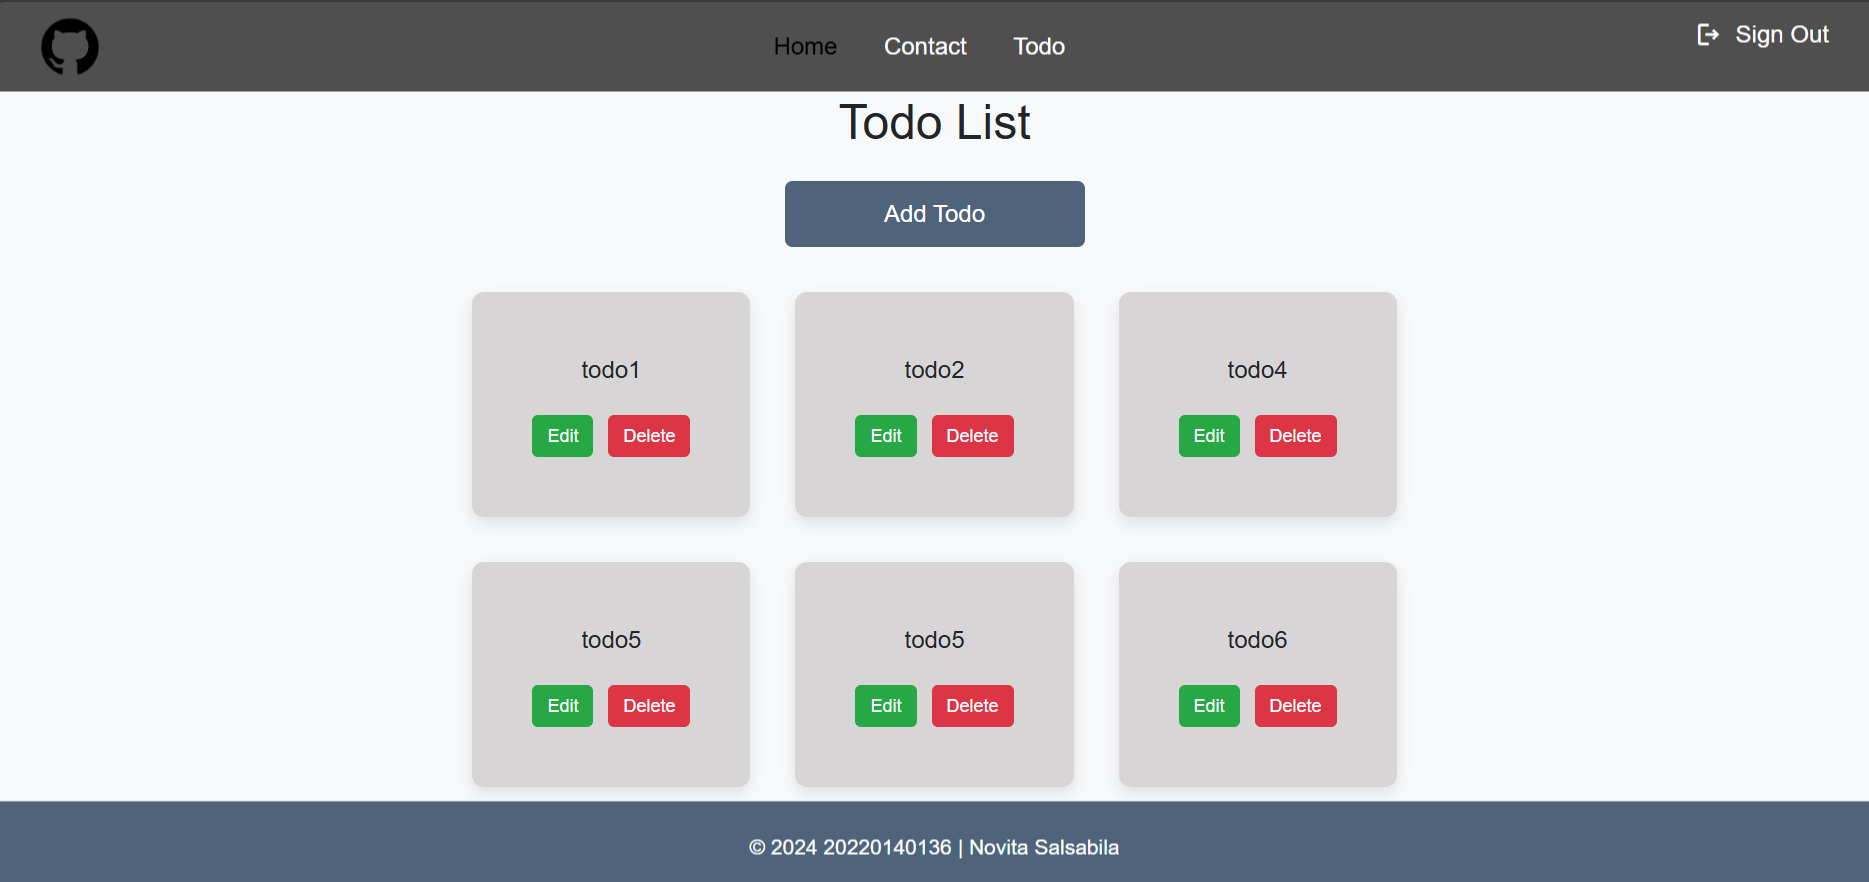 Home Contact Todo Sign Out
Todo List
Add Todo
todo1 todo2 todo4
Edit Delete Edit Delete Edit Delete
todo5 todo5 todo6
Edit Delete Edit Delete Edit Delete
© 2024 20220140136 | Novita Salsabila